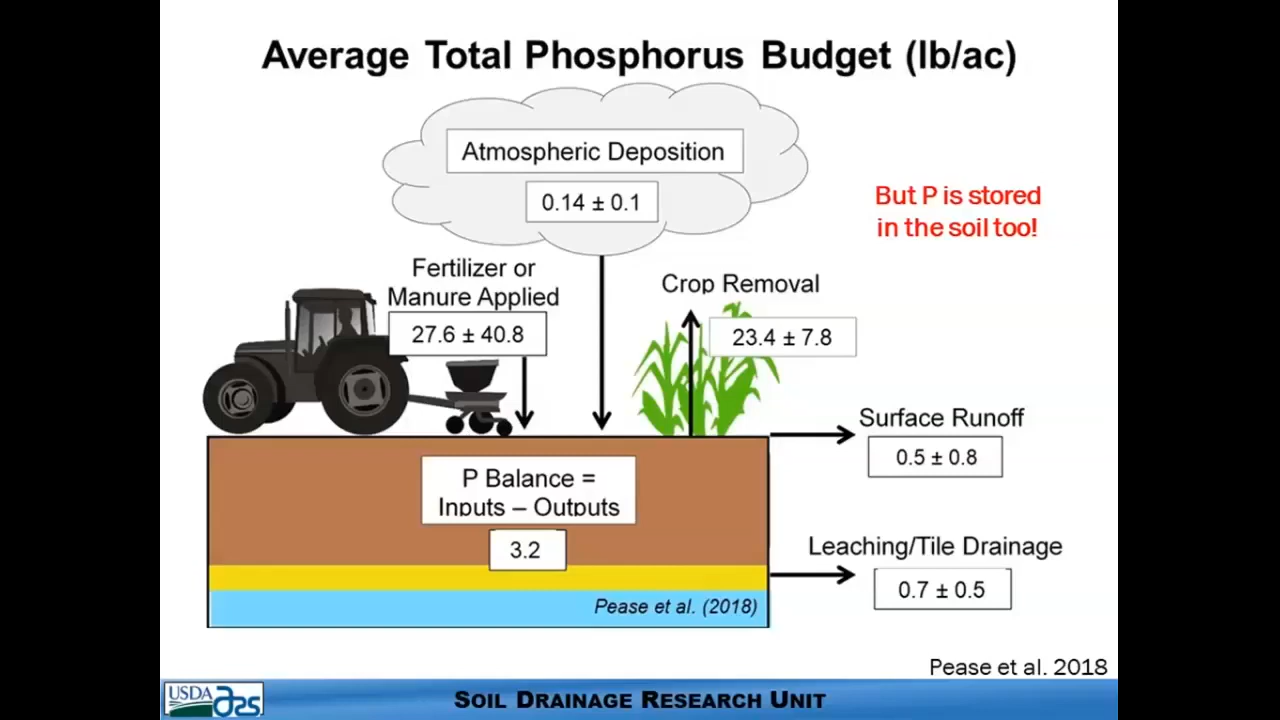 Average Total Phosphorus Budget (lb/ac)
Atmospheric Deposition
0.14 ± 0.1
But P is stored
in the soil too!
Fertilizer or
Manure Applied
27.6 ± 40.8
Crop Removal
23.4 ± 7.8
Surface Runoff
0.5 ± 0.8
P Balance =
Inputs – Outputs
3.2
Leaching/Tile Drainage
0.7 ± 0.5
Pease et al. (2018)
Pease et al. 2018
USDA ars
SOIL DRAINAGE RESEARCH UNIT